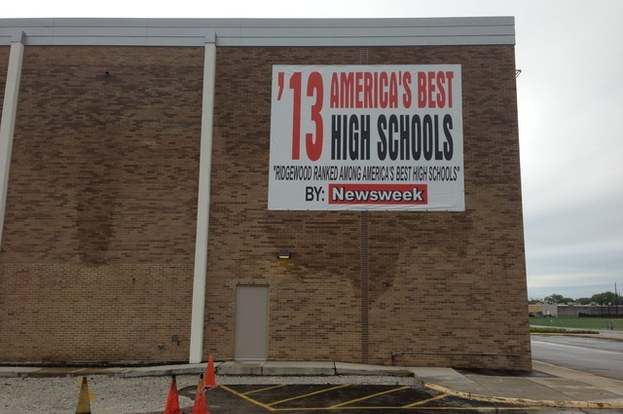 '13 AMERICA'S BEST
HIGH SCHOOLS
"RIDGEWOOD RANKED AMONG AMERICA'S BEST HIGH SCHOOLS"
BY: Newsweek